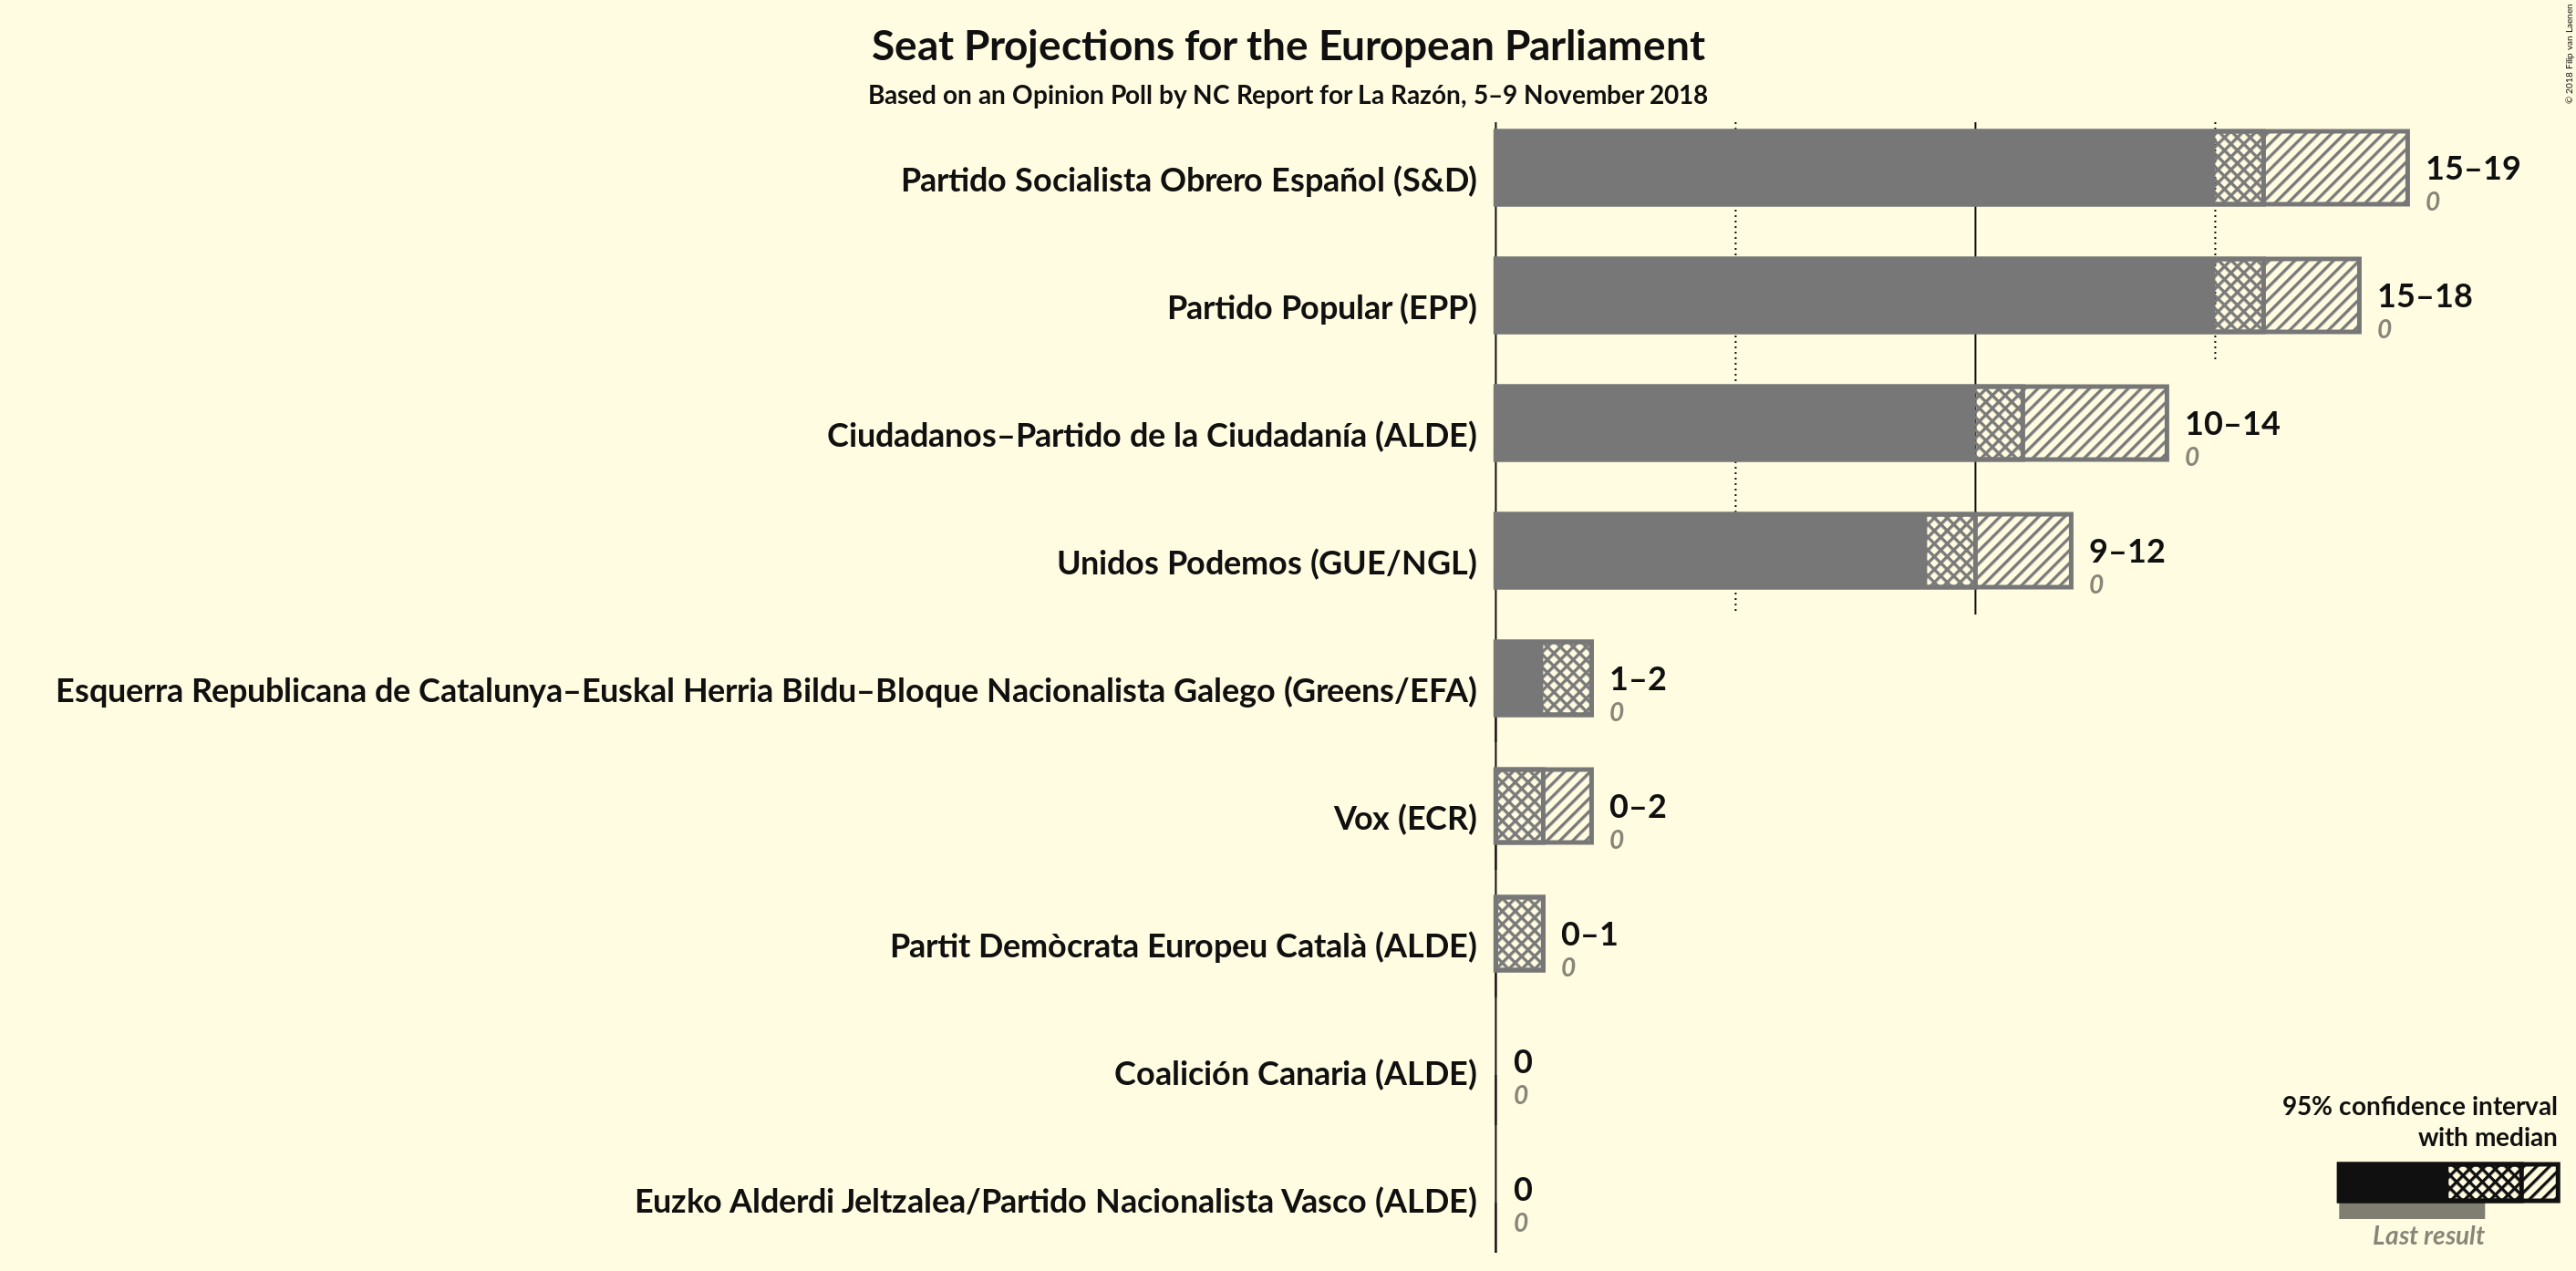 Seat Projections for the European Parliament
Based on an Opinion Poll by NC Report for La Razón, 5–9 November 2018
© 2018 Filip van Laenen
Partido Socialista Obrero Español (S&D)
15–19
0
Partido Popular (EPP)
15–18
0
Ciudadanos–Partido de la Ciudadanía (ALDE)
10–14
0
Unidos Podemos (GUE/NGL)
9–12
0
Esquerra Republicana de Catalunya–Euskal Herria Bildu–Bloque Nacionalista Galego (Greens/EFA)
1–2
0
Vox (ECR)
0–2
0
Partit Demòcrata Europeu Català (ALDE)
0–1
0
Coalición Canaria (ALDE)
0
0
Euzko Alderdi Jeltzalea/Partido Nacionalista Vasco (ALDE)
0
0
95% confidence interval
with median
Last result